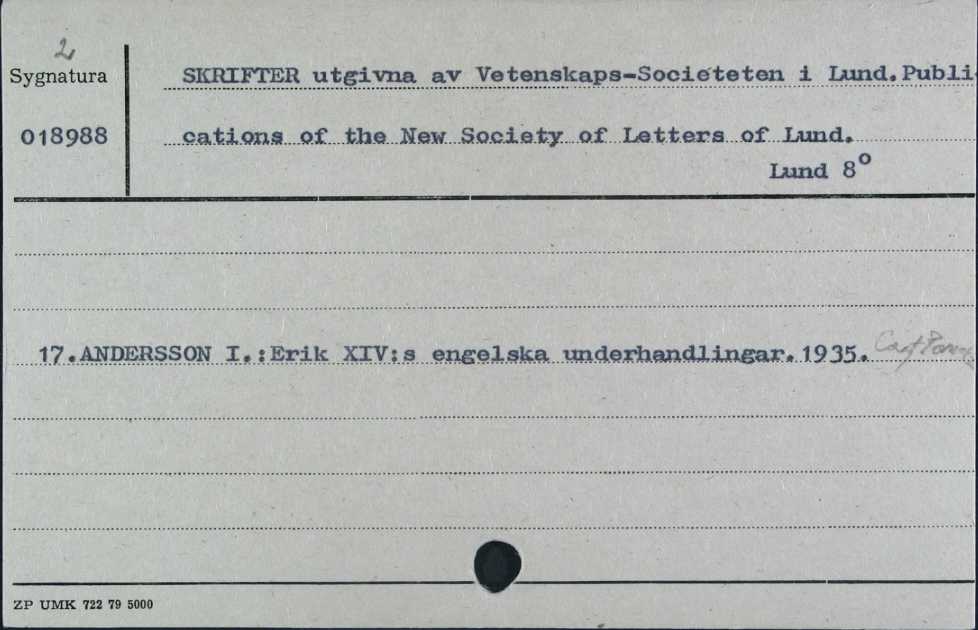 2
Sygnatura
018988
SKRIFTER utgivna av Vetenskaps-Societeten i Lund.Publi-
cations of the New Society of Letters of Lund.
Lund 8°
17.ANDERSSON I.:Erik XIV:s engelska underhandlingar.1935.
ZP UMK 722 79 5000